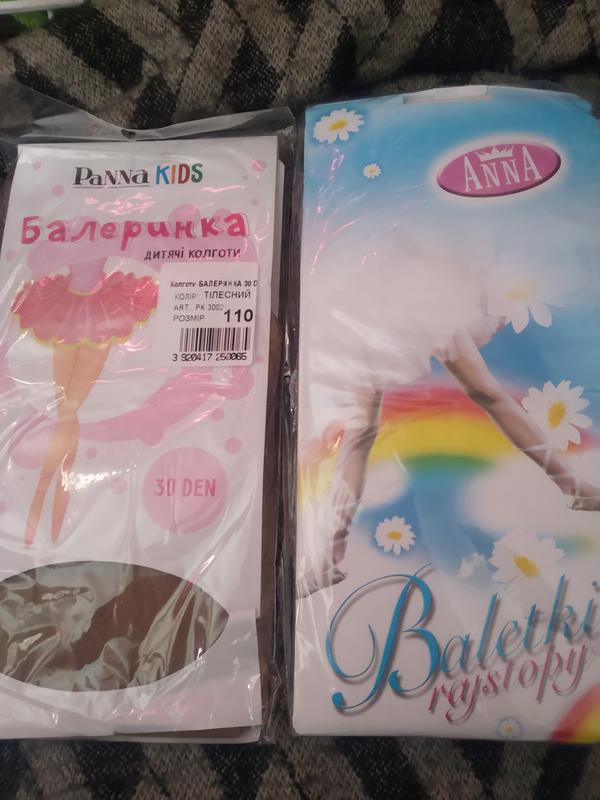 PaNNa KIDS
Балеринка
ДИТЯЧІ КОЛГОТИ
Колготи БАЛЕРИНКА 30 D
КОЛІР: ТІЛЕСНИЙ
ART.: PK 3002
РОЗМІР 110
3 920417 250065
30 DEN
ANNA
Baletki
rajstopy